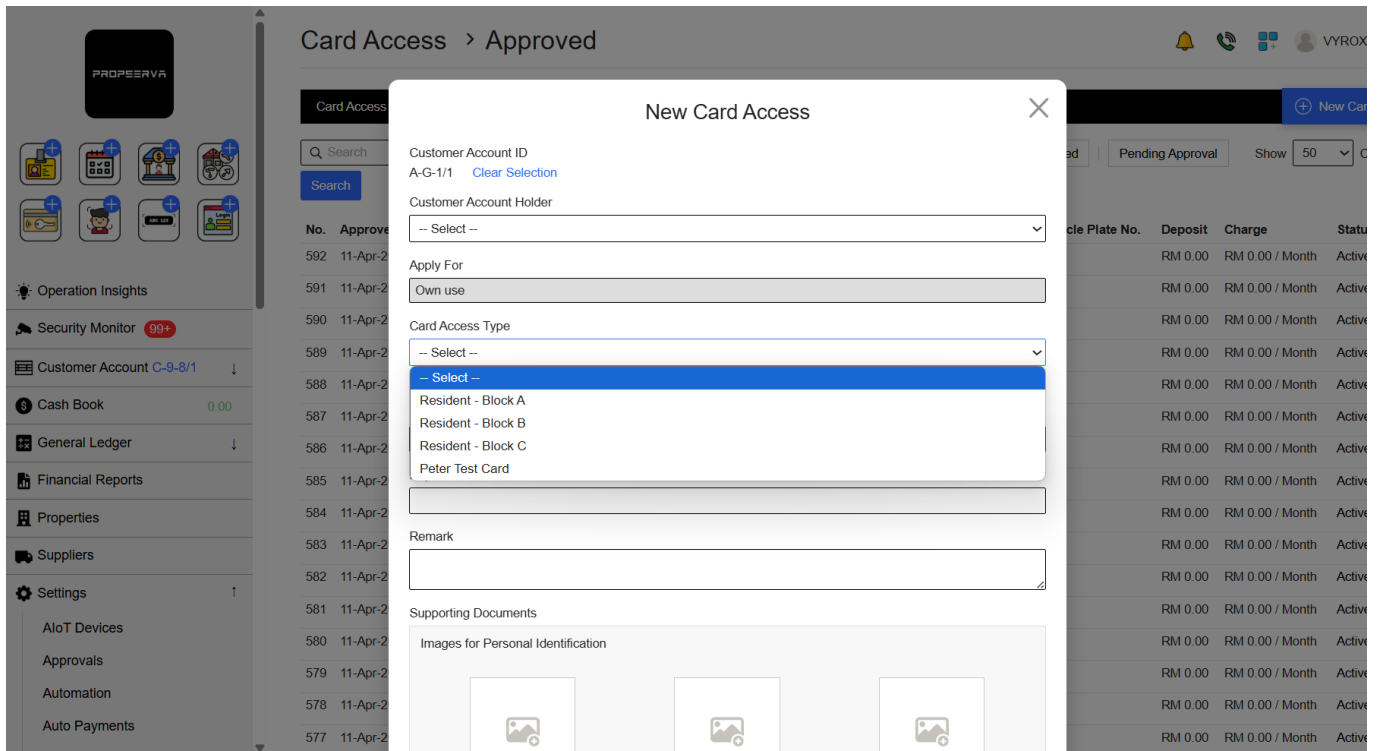 PROPSERVA
Card Access > Approved
VYROX
Card Access
New Car
Search
ed
Pending Approval
Show 50
Search
No. Approve
cle Plate No. Deposit Charge Statu
592 11-Apr-2 RM 0.00 RM 0.00 / Month Active
591 11-Apr-2 RM 0.00 RM 0.00 / Month Active
590 11-Apr-2 RM 0.00 RM 0.00 / Month Active
589 11-Apr-2 RM 0.00 RM 0.00 / Month Active
588 11-Apr-2 RM 0.00 RM 0.00 / Month Active
587 11-Apr-2 RM 0.00 RM 0.00 / Month Active
586 11-Apr-2 RM 0.00 RM 0.00 / Month Active
585 11-Apr-2 RM 0.00 RM 0.00 / Month Active
584 11-Apr-2 RM 0.00 RM 0.00 / Month Active
583 11-Apr-2 RM 0.00 RM 0.00 / Month Active
582 11-Apr-2 RM 0.00 RM 0.00 / Month Active
581 11-Apr-2 RM 0.00 RM 0.00 / Month Active
580 11-Apr-2 RM 0.00 RM 0.00 / Month Active
579 11-Apr-2 RM 0.00 RM 0.00 / Month Active
578 11-Apr-2 RM 0.00 RM 0.00 / Month Active
577 11-Apr-2 RM 0.00 RM 0.00 / Month Active
Login
Operation Insights
Security Monitor 99+
Customer Account C-9-8/1 ↓
Cash Book 0.00
General Ledger ↓
Financial Reports
Properties
Suppliers
Settings ↑
AIoT Devices
Approvals
Automation
Auto Payments
New Card Access
Customer Account ID
A-G-1/1 Clear Selection
Customer Account Holder
-- Select --
Apply For
Own use
Card Access Type
-- Select --
-- Select --
Resident - Block A
Resident - Block B
Resident - Block C
Peter Test Card
Remark
Supporting Documents
Images for Personal Identification